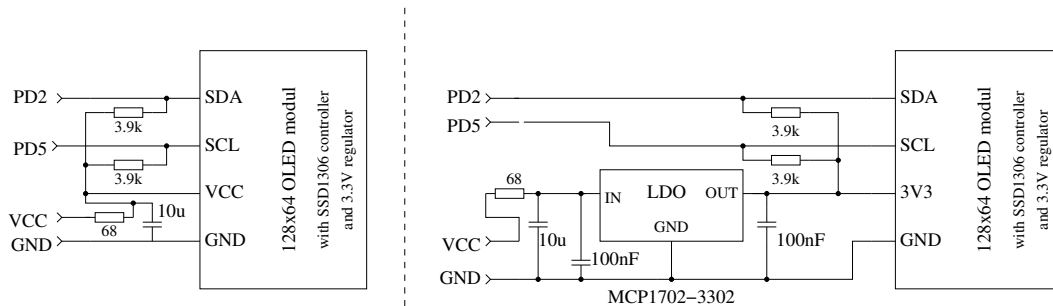 PD2
SDA
3.9k
PD5
SCL
3.9k
VCC
VCC
68
10u
GND
GND
128x64 OLED modul
with SSD1306 controller
and 3.3V regulator
PD2
SDA
PD5
3.9k
SCL
3.9k
68
IN
LDO
OUT
3V3
GND
VCC
10u
100nF
100nF
GND
GND
MCP1702-3302
128x64 OLED modul
with SSD1306 controller
and 3.3V regulator